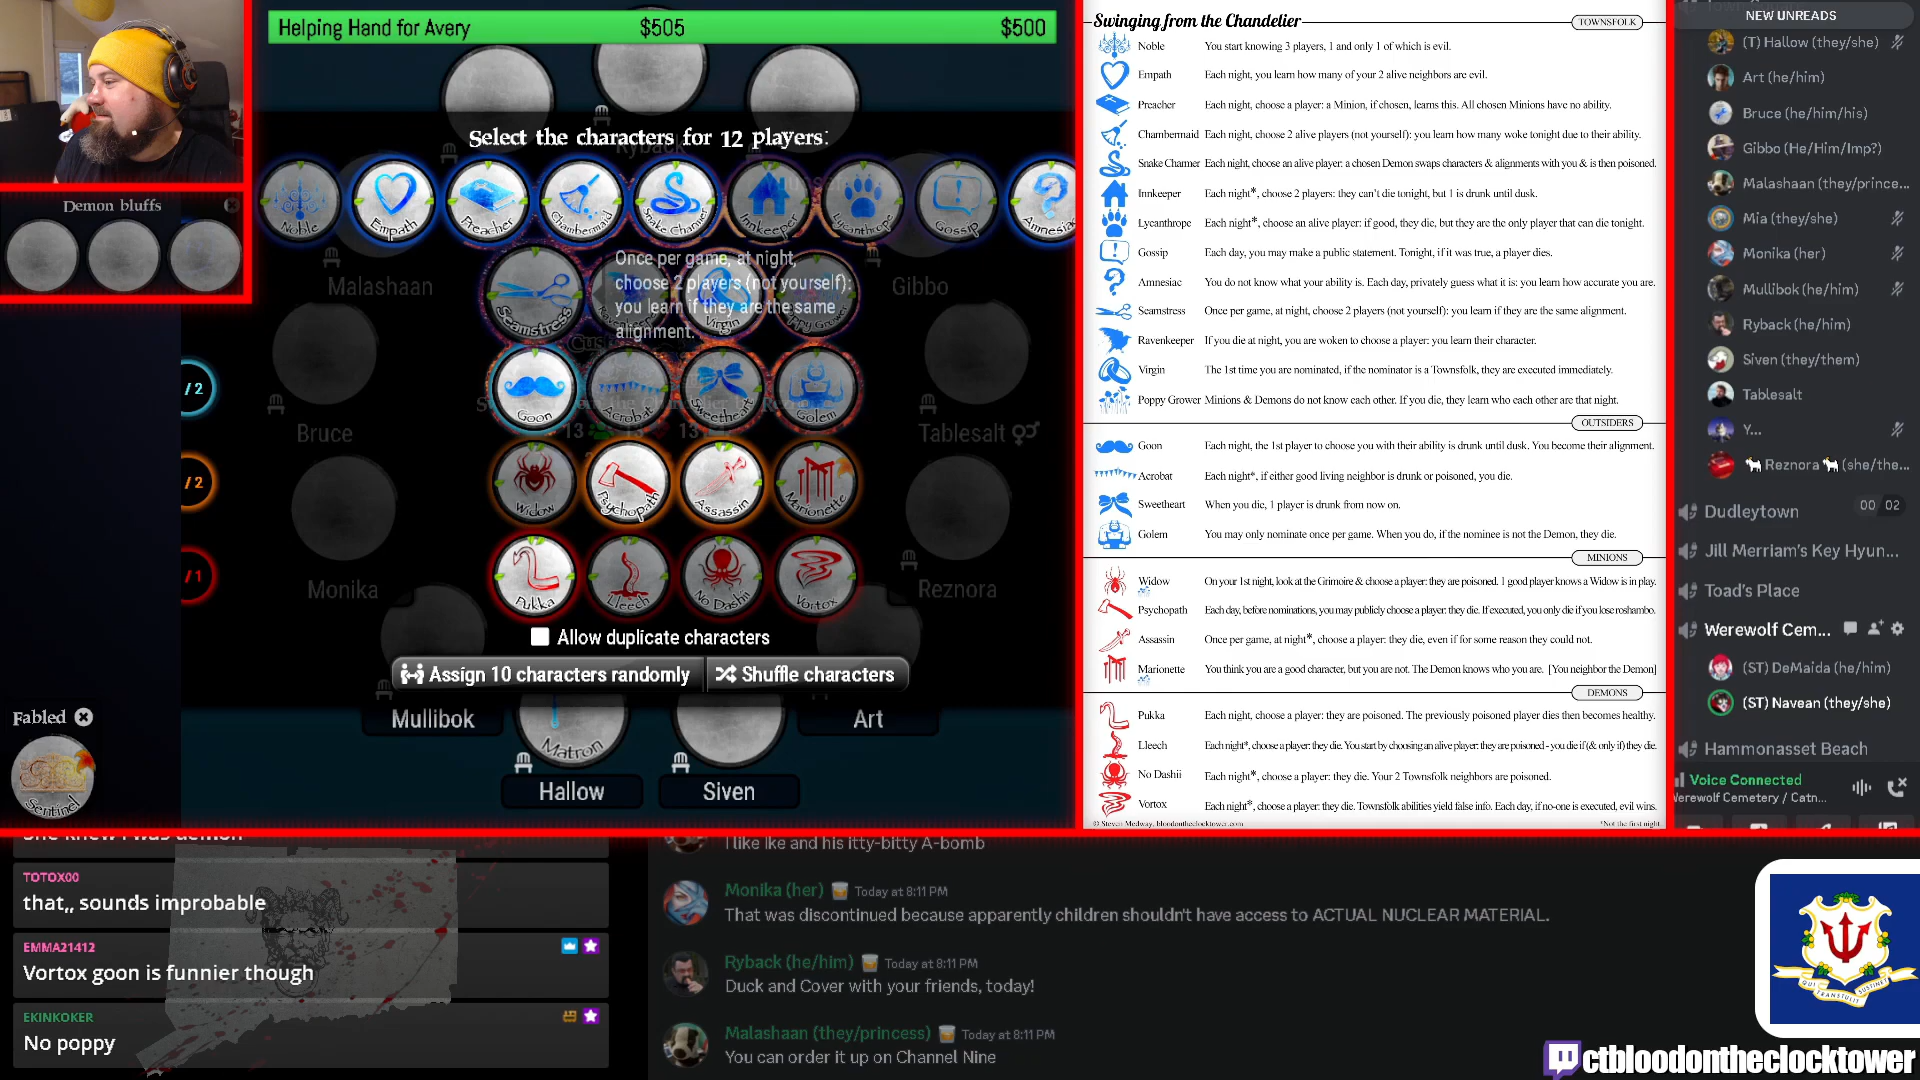 Helping Hand for Avery $505 $500
Select the characters for 12 players:
Demon bluffs
Noble Empath Preacher Chambermaid Snake Charmer Innkeeper Lycanthrope Gossip Amnesia
Once per game, at night,
choose 2 players (not yourself):
you learn if they are the same
alignment.
Seamstress Virgin
Goon Acrobat Sweetheart Golem
Widow Psychopath Assassin Marionette
Pukka Lleech No Dashii Vortox
/2
/2
/1
Malashaan
Gibbo
Bruce
Tablesalt
Monika
Reznora
13 13 13
Allow duplicate characters
Assign 10 characters randomly
Shuffle characters
Mullibok
Art
Matron
Hallow
Siven
Fabled
Sentinel
Swinging from the Chandelier
TOWNSFOLK
Noble You start knowing 3 players, 1 and only 1 of which is evil.
Empath Each night, you learn how many of your 2 alive neighbors are evil.
Preacher Each night, choose a player: a Minion, if chosen, learns this. All chosen Minions have no ability.
Chambermaid Each night, choose 2 alive players (not yourself): you learn how many woke tonight due to their ability.
Snake Charmer Each night, choose an alive player: a chosen Demon swaps characters & alignments with you & is then poisoned.
Innkeeper Each night*, choose 2 players: they can't die tonight, but 1 is drunk until dusk.
Lycanthrope Each night*, choose an alive player: if good, they die, but they are the only player that can die tonight.
Gossip Each day, you may make a public statement. Tonight, if it was true, a player dies.
Amnesiac You do not know what your ability is. Each day, privately guess what it is: you learn how accurate you are.
Seamstress Once per game, at night, choose 2 players (not yourself): you learn if they are the same alignment.
Ravenkeeper If you die at night, you are woken to choose a player: you learn their character.
Virgin The 1st time you are nominated, if the nominator is a Townsfolk, they are executed immediately.
Poppy Grower Minions & Demons do not know each other. If you die, they learn who each other are that night.
OUTSIDERS
Goon Each night, the 1st player to choose you with their ability is drunk until dusk. You become their alignment.
Acrobat Each night*, if either good living neighbor is drunk or poisoned, you die.
Sweetheart When you die, 1 player is drunk from now on.
Golem You may only nominate once per game. When you do, if the nominee is not the Demon, they die.
MINIONS
Widow On your 1st night, look at the Grimoire & choose a player: they are poisoned. 1 good player knows a Widow is in play.
Psychopath Each day, before nominations, you may publicly choose a player: they die. If executed, you only die if you lose roshambo.
Assassin Once per game, at night*, choose a player: they die, even if for some reason they could not.
Marionette You think you are a good character, but you are not. The Demon knows who you are. [You neighbor the Demon]
DEMONS
Pukka Each night, choose a player: they are poisoned. The previously poisoned player dies then becomes healthy.
Lleech Each night*, choose a player: they die. You start by choosing an alive player: they are poisoned - you die if (& only if) they die.
No Dashii Each night*, choose a player: they die. Your 2 Townsfolk neighbors are poisoned.
Vortox Each night*, choose a player: they die. Townsfolk abilities yield false info. Each day, if no-one is executed, evil wins.
© Steven Medway, bloodontheclocktower.com *Not the first night
NEW UNREADS
(T) Hallow (they/she)
Art (he/him)
Bruce (he/him/his)
Gibbo (He/Him/Imp?)
Malashaan (they/prince...
Mia (they/she)
Monika (her)
Mullibok (he/him)
Ryback (he/him)
Siven (they/them)
Tablesalt
Y...
Reznora (she/the...
Dudleytown 00 02
Jill Merriam's Key Hyun...
Toad's Place
Werewolf Cem...
(ST) DeMaida (he/him)
(ST) Navean (they/she)
Hammonasset Beach
Voice Connected
Werewolf Cemetery / Catn...
She knew I was demon
TOTOX00
that,, sounds improbable
EMMA21412
Vortox goon is funnier though
EKINKOKER
No poppy
I like Ike and his itty-bitty A-bomb
Monika (her) Today at 8:11 PM
That was discontinued because apparently children shouldn't have access to ACTUAL NUCLEAR MATERIAL.
Ryback (he/him) Today at 8:11 PM
Duck and Cover with your friends, today!
Malashaan (they/princess) Today at 8:11 PM
You can order it up on Channel Nine
QUI TRANSTULIT SUSTINET
ctbloodontheclocktower